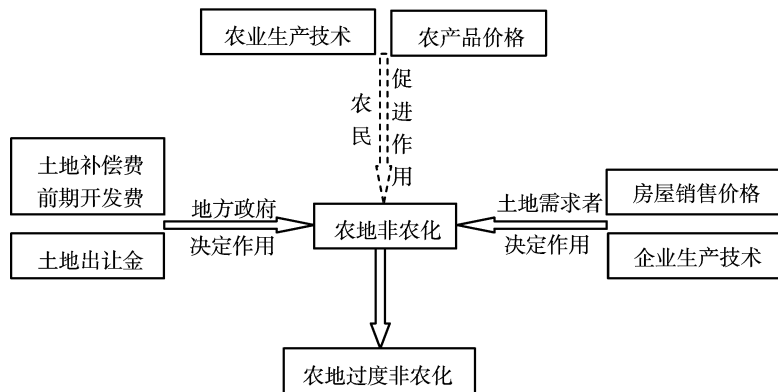 农业生产技术
农产品价格
农民
促进作用
土地补偿费
前期开发费
土地出让金
地方政府
决定作用
农地非农化
土地需求者
决定作用
房屋销售价格
企业生产技术
农地过度非农化